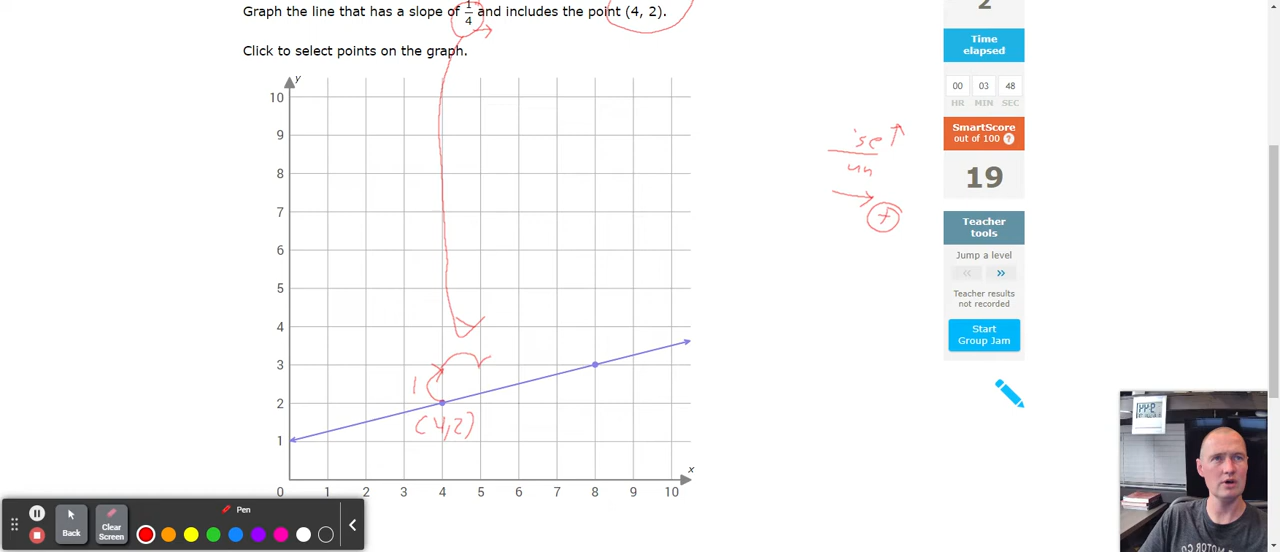 Graph the line that has a slope of 1/4 and includes the point (4, 2).
Click to select points on the graph.
y
10
9
8
7
6
5
4
3
2
1
0 1 2 3 4 5 6 7 8 9 10
x
1
(4,2)
ise
un
+
2
Time
elapsed
00 03 48
HR MIN SEC
SmartScore
out of 100 ?
19
Teacher
tools
Jump a level
Teacher results
not recorded
Start
Group Jam
Back
Clear
Screen
Pen